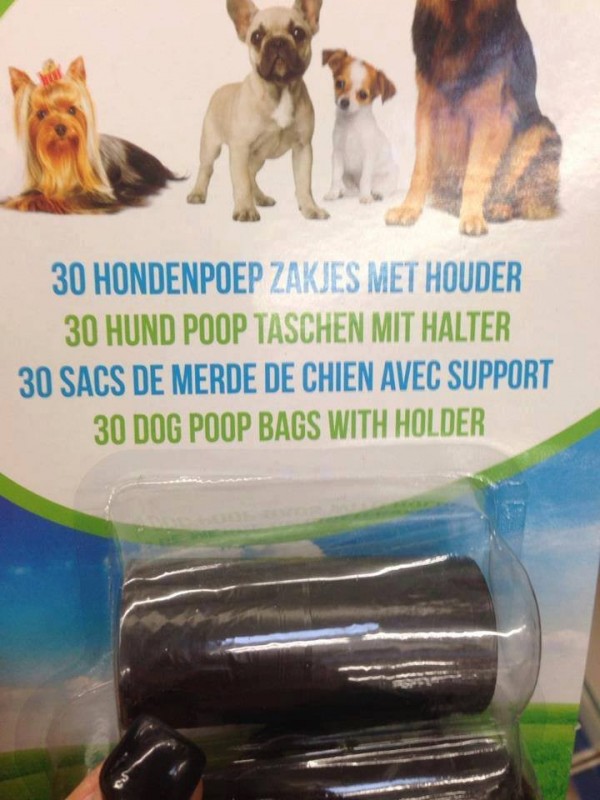 30 HONDENPOEP ZAKJES MET HOUDER
30 HUND POOP TASCHEN MIT HALTER
30 SACS DE MERDE DE CHIEN AVEC SUPPORT
30 DOG POOP BAGS WITH HOLDER